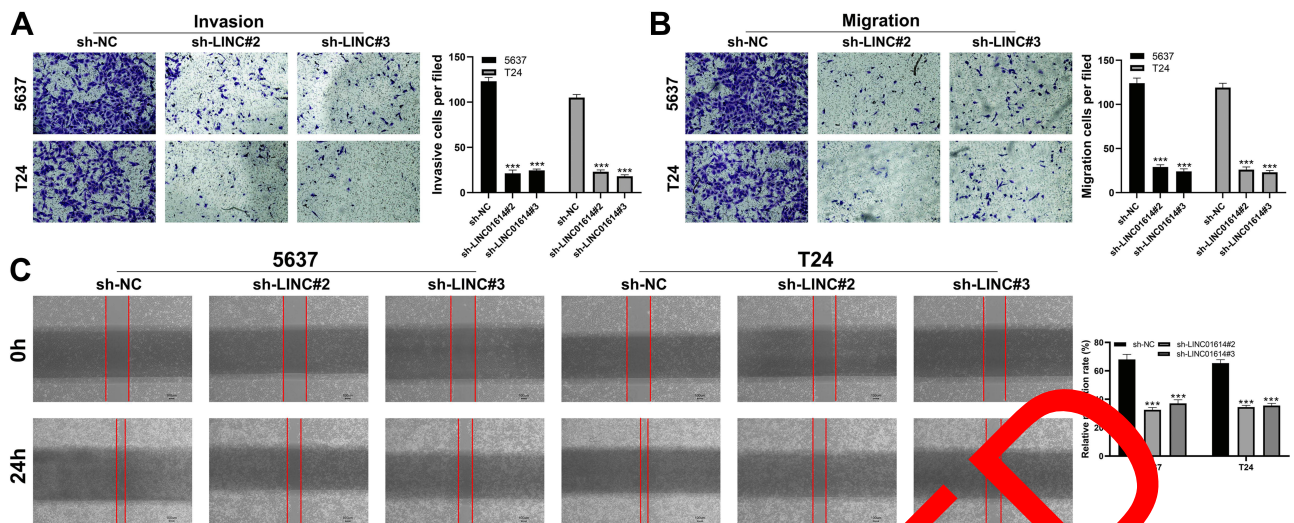 A
Invasion
sh-NC sh-LINC#2 sh-LINC#3
5637
T24
Invasive cells per filed
150
100
50
0
5637
T24
***
***
***
***
sh-NC
sh-LINC01614#2
sh-LINC01614#3
sh-NC
sh-LINC01614#2
sh-LINC01614#3
B
Migration
sh-NC sh-LINC#2 sh-LINC#3
5637
T24
Migration cells per filed
150
100
50
0
5637
T24
***
***
***
***
sh-NC
sh-LINC01614#2
sh-LINC01614#3
sh-NC
sh-LINC01614#2
sh-LINC01614#3
C
5637 T24
sh-NC sh-LINC#2 sh-LINC#3 sh-NC sh-LINC#2 sh-LINC#3
0h
24h
Relative rate (%)
80
60
20
0
sh-NC sh-LINC01614#2
sh-LINC01614#3
***
***
***
***
T24